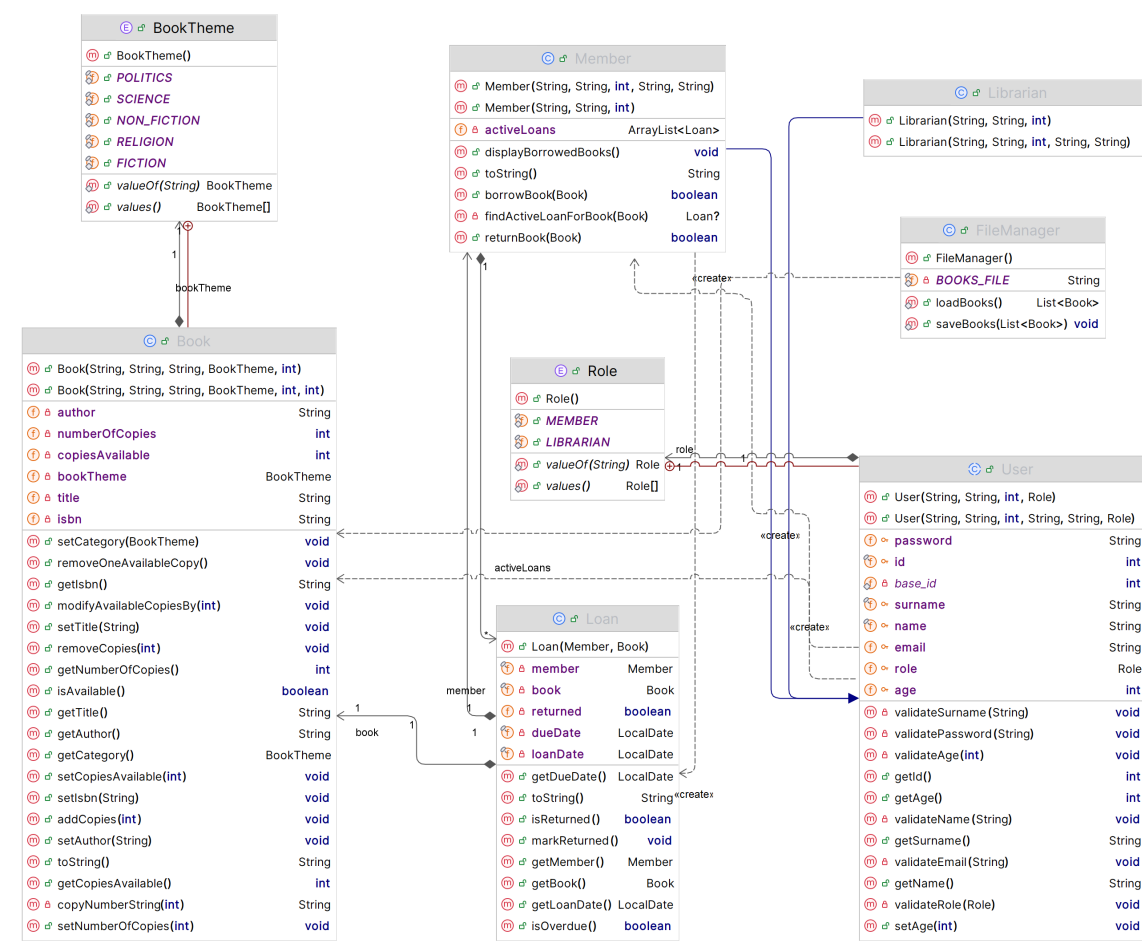 BookTheme
BookTheme()
POLITICS
SCIENCE
NON_FICTION
RELIGION
FICTION
valueOf(String) BookTheme
values() BookTheme[]
1
1
bookTheme
Book
Book(String, String, String, BookTheme, int)
Book(String, String, String, BookTheme, int, int)
author String
numberOfCopies int
copiesAvailable int
bookTheme BookTheme
title String
isbn String
setCategory(BookTheme) void
removeOneAvailableCopy() void
getIsbn() String
modifyAvailableCopiesBy(int) void
setTitle(String) void
removeCopies(int) void
getNumberOfCopies() int
isAvailable() boolean
getTitle() String
getAuthor() String
getCategory() BookTheme
setCopiesAvailable(int) void
setIsbn(String) void
addCopies(int) void
setAuthor(String) void
toString() String
getCopiesAvailable() int
copyNumberString(int) String
setNumberOfCopies(int) void
Member
Member(String, String, int, String, String)
Member(String, String, int)
activeLoans ArrayList<Loan>
displayBorrowedBooks() void
toString() String
borrowBook(Book) boolean
findActiveLoanForBook(Book) Loan?
returnBook(Book) boolean
1
«create»
Role
Role()
MEMBER
LIBRARIAN
valueOf(String) Role
values() Role[]
role
1
1
«create»
activeLoans
«create»
*
Loan
Loan(Member, Book)
member Member
book Book
returned boolean
dueDate LocalDate
loanDate LocalDate
getDueDate() LocalDate
toString() String
isReturned() boolean
markReturned() void
getMember() Member
getBook() Book
getLoanDate() LocalDate
isOverdue() boolean
member
1
1
1
book
1
«create»
Librarian
Librarian(String, String, int)
Librarian(String, String, int, String, String)
FileManager
FileManager()
BOOKS_FILE String
loadBooks() List<Book>
saveBooks(List<Book>) void
User
User(String, String, int, Role)
User(String, String, int, String, String, Role)
password String
id int
base_id int
surname String
name String
email String
role Role
age int
validateSurname(String) void
validatePassword(String) void
validateAge(int) void
getId() int
getAge() int
validateName(String) void
getSurname() String
validateEmail(String) void
getName() String
validateRole(Role) void
setAge(int) void